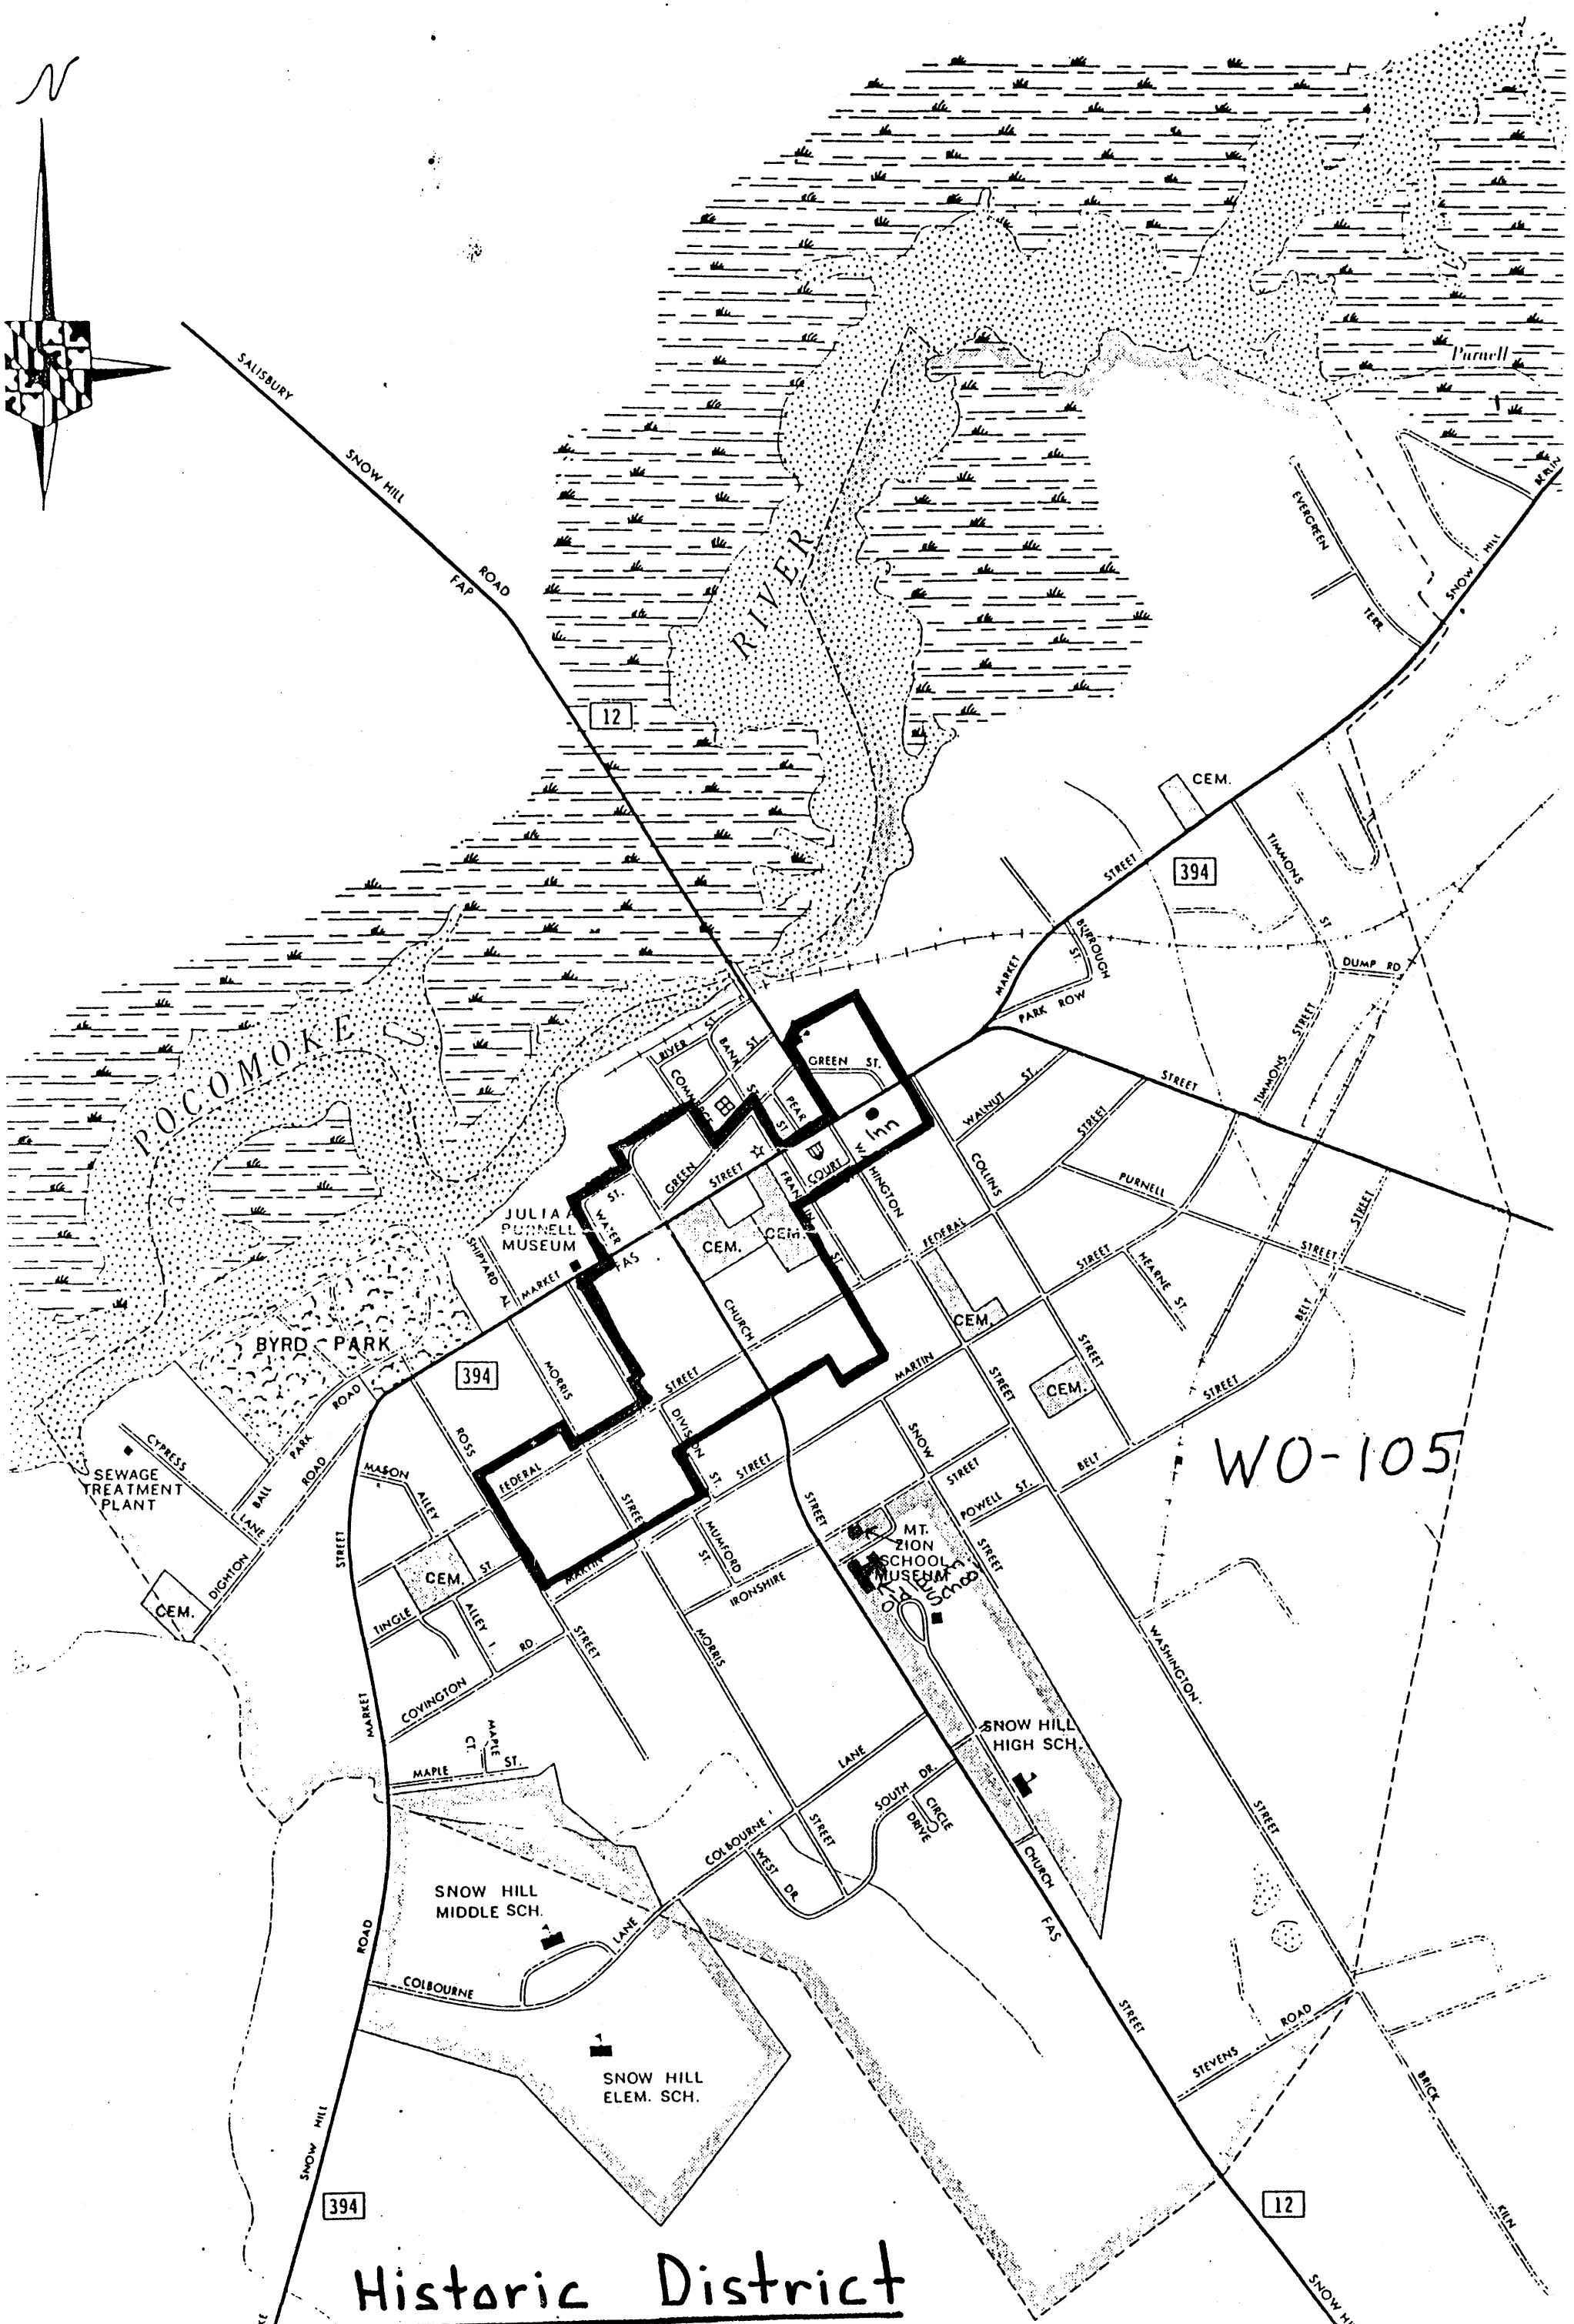 N
SALISBURY
SNOW HILL
ROAD
FAP
12
RIVER
Purnell
EVERGREEN
TERR.
SNOW HILL
BERLIN
CEM.
STREET
394
TIMMONS
ST
BURROUGH
ST
MARKET
PARK ROW
DUMP RD
TIMMONS STREET
POCOMOKE
RIVER ST.
BANK ST.
COMMERCE
ST
GREEN ST.
PEARL
ST
WALNUT ST.
STREET
STREET
Inn
COURT
WASHINGTON
COLLINS
PURNELL
STREET
GREEN
STREET
ST.
WATER
JULIA A
PURNELL
MUSEUM
CEM.
CEM.
ST.
FEDERAL
STREET
HEARNE ST.
BELT
STREET
SHIPYARD
MARKET
FAS
CHURCH
CEM.
BYRD PARK
394
MORRIS
STREET
MARTIN
STREET
STREET
CEM.
STREET
BELT
ROAD
PARK
CYPRESS
LANE
BALL
ROAD
DIGHTON
SEWAGE
TREATMENT
PLANT
ROSS
MASON
ALLEY
FEDERAL
DIVISION
ST.
STREET
SNOW
STREET
POWELL ST.
WO-105
STREET
STREET
MARTIN
MUMFORD
ST.
IRONSHIRE
STREET
MT.
ZION
SCHOOL
MUSEUM
STREET
CEM.
CEM.
ST.
TINGLE
ALLEY
RD
COVINGTON
STREET
MORRIS
WASHINGTON
MARKET
MAPLE
CT.
MAPLE ST.
LANE
SNOW HILL
HIGH SCH.
SOUTH DR.
CIRCLE
DRIVE
COLBOURNE
STREET
WEST
DR.
STREET
CHURCH
SNOW HILL
MIDDLE SCH.
LANE
ROAD
COLBOURNE
FAS
STREET
STEVENS ROAD
SNOW HILL
ELEM. SCH.
BRICK
SNOW HILL
394
12
KILN
Historic District